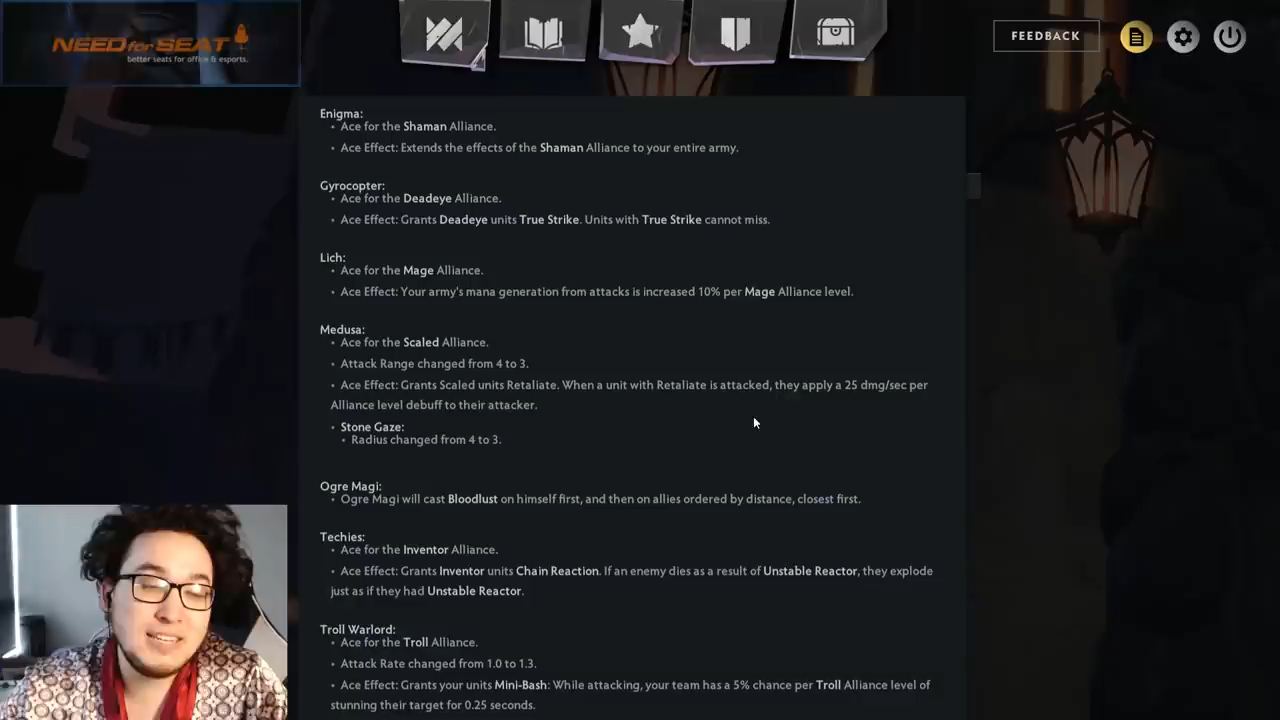 NEED for SEAT
better seats for office & esports.
FEEDBACK
Enigma:
• Ace for the Shaman Alliance.
• Ace Effect: Extends the effects of the Shaman Alliance to your entire army.
Gyrocopter:
• Ace for the Deadeye Alliance.
• Ace Effect: Grants Deadeye units True Strike. Units with True Strike cannot miss.
Lich:
• Ace for the Mage Alliance.
• Ace Effect: Your army's mana generation from attacks is increased 10% per Mage Alliance level.
Medusa:
• Ace for the Scaled Alliance.
• Attack Range changed from 4 to 3.
• Ace Effect: Grants Scaled units Retaliate. When a unit with Retaliate is attacked, they apply a 25 dmg/sec per
Alliance level debuff to their attacker.
• Stone Gaze:
• Radius changed from 4 to 3.
Ogre Magi:
• Ogre Magi will cast Bloodlust on himself first, and then on allies ordered by distance, closest first.
Techies:
• Ace for the Inventor Alliance.
• Ace Effect: Grants Inventor units Chain Reaction. If an enemy dies as a result of Unstable Reactor, they explode
just as if they had Unstable Reactor.
Troll Warlord:
• Ace for the Troll Alliance.
• Attack Rate changed from 1.0 to 1.3.
• Ace Effect: Grants your units Mini-Bash: While attacking, your team has a 5% chance per Troll Alliance level of
stunning their target for 0.25 seconds.